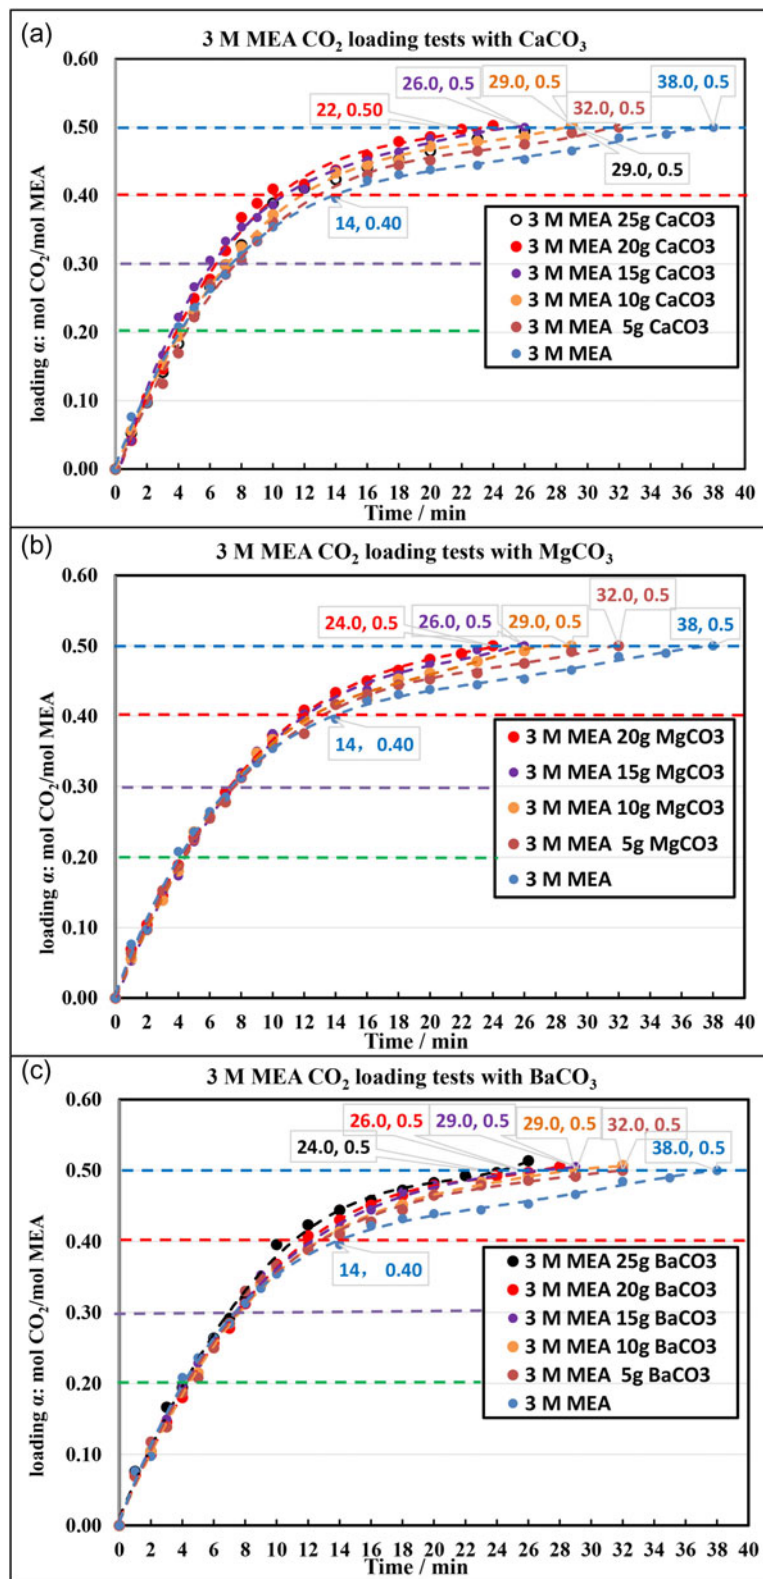 (a)
3 M MEA CO₂ loading tests with CaCO₃
0.60
0.50
0.40
0.30
0.20
0.10
0.00
loading α: mol CO₂/mol MEA
22, 0.50
26.0, 0.5
29.0, 0.5
32.0, 0.5
38.0, 0.5
29.0, 0.5
14, 0.40
3 M MEA 25g CaCO3
3 M MEA 20g CaCO3
3 M MEA 15g CaCO3
3 M MEA 10g CaCO3
3 M MEA 5g CaCO3
3 M MEA
0 2 4 6 8 10 12 14 16 18 20 22 24 26 28 30 32 34 36 38 40
Time / min
(b)
3 M MEA CO₂ loading tests with MgCO₃
0.60
0.50
0.40
0.30
0.20
0.10
0.00
loading α: mol CO₂/mol MEA
24.0, 0.5
26.0, 0.5
29.0, 0.5
32.0, 0.5
38, 0.5
14, 0.40
3 M MEA 20g MgCO3
3 M MEA 15g MgCO3
3 M MEA 10g MgCO3
3 M MEA 5g MgCO3
3 M MEA
0 2 4 6 8 10 12 14 16 18 20 22 24 26 28 30 32 34 36 38 40
Time / min
(c)
3 M MEA CO₂ loading tests with BaCO₃
0.60
0.50
0.40
0.30
0.20
0.10
0.00
loading α: mol CO₂/mol MEA
24.0, 0.5
26.0, 0.5
29.0, 0.5
29.0, 0.5
32.0, 0.5
38.0, 0.5
14, 0.40
3 M MEA 25g BaCO3
3 M MEA 20g BaCO3
3 M MEA 15g BaCO3
3 M MEA 10g BaCO3
3 M MEA 5g BaCO3
3 M MEA
0 2 4 6 8 10 12 14 16 18 20 22 24 26 28 30 32 34 36 38 40
Time / min